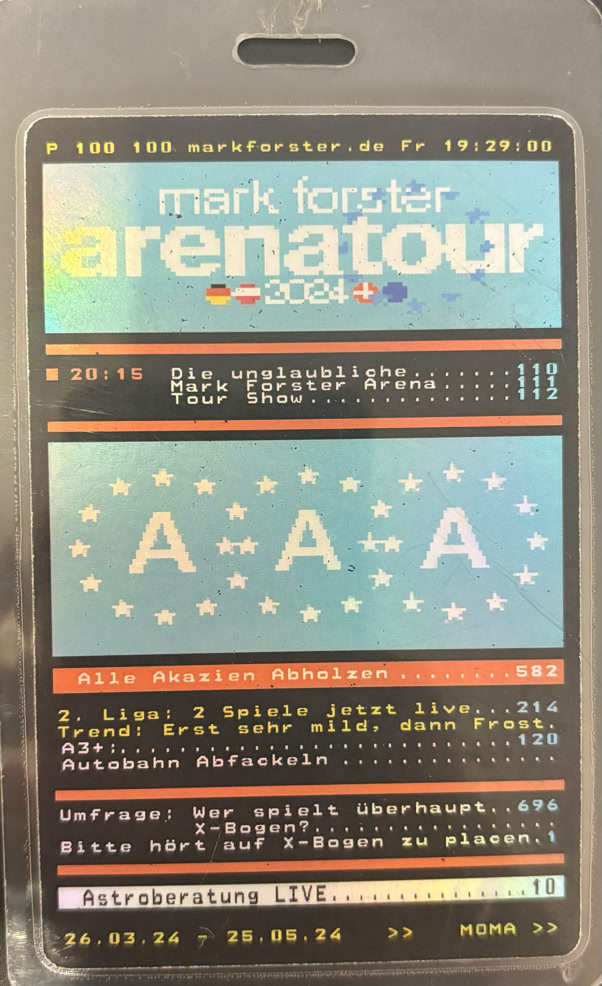 P 100 100 markforster.de Fr 19:29:00
mark forster
arenatour
2024
20:15 Die unglaubliche.......110
Mark Forster Arena.....111
Tour Show.............112
A A A
Alle Akazien Abholzen ........582
2. Liga: 2 Spiele jetzt live...214
Trend: Erst sehr mild, dann Frost.
A3+:..............................120
Autobahn Abfackeln ..............
Umfrage: Wer spielt überhaupt..696
X-Bogen?..................
Bitte hört auf X-Bogen zu placen.1
Astroberatung LIVE................10
26.03.24 - 25.05.24 >> MOMA >>